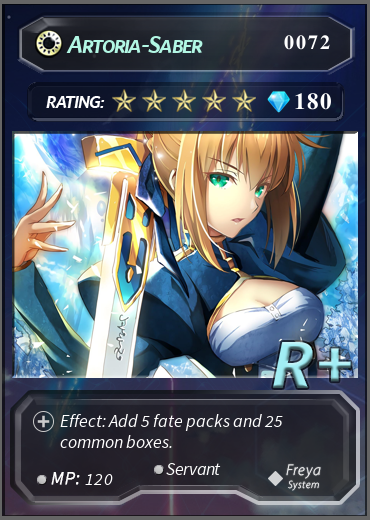 Artoria-Saber 0072
RATING: 180
R+
Effect: Add 5 fate packs and 25
common boxes.
MP: 120 Servant Freya
System